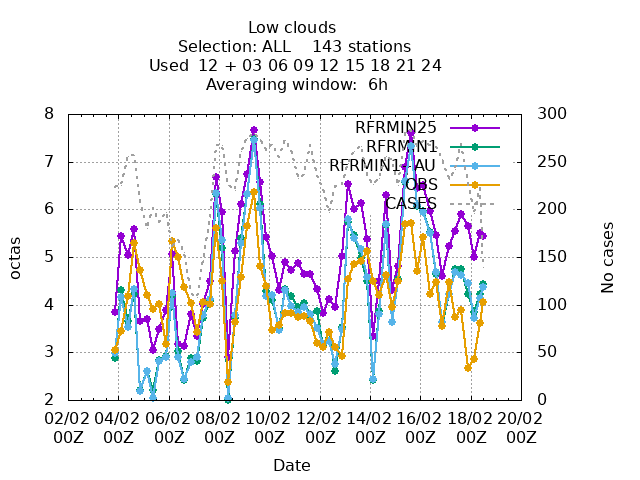 Low clouds
Selection: ALL 143 stations
Used 12 + 03 06 09 12 15 18 21 24
Averaging window: 6h
RFRMIN25
RFRMIN1
RFRMIN1+AU
OBS
CASES
octas
8
7
6
5
4
3
2
No cases
300
250
200
150
100
50
0
02/02 04/02 06/02 08/02 10/02 12/02 14/02 16/02 18/02 20/02
00Z 00Z 00Z 00Z 00Z 00Z 00Z 00Z 00Z 00Z
Date